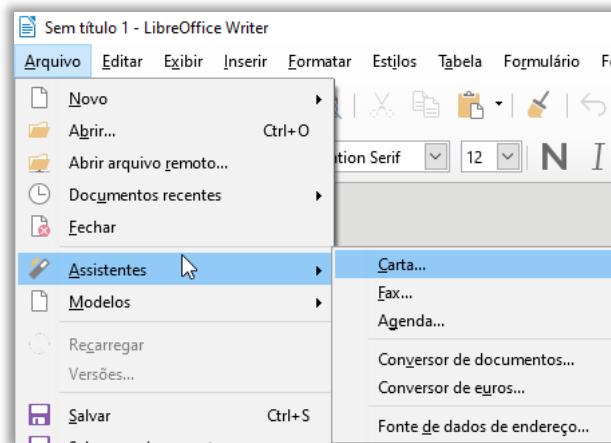 Sem título 1 - LibreOffice Writer
Arquivo Editar Exibir Inserir Formatar Estilos Tabela Formulário
Novo
Abrir... Ctrl+O
Abrir arquivo remoto...
Serif 12 N I
Documentos recentes
Fechar
Assistentes
Modelos
Recarregar
Versões...
Salvar Ctrl+S
Carta...
Fax...
Agenda...
Conversor de documentos...
Conversor de euros...
Fonte de dados de endereço...